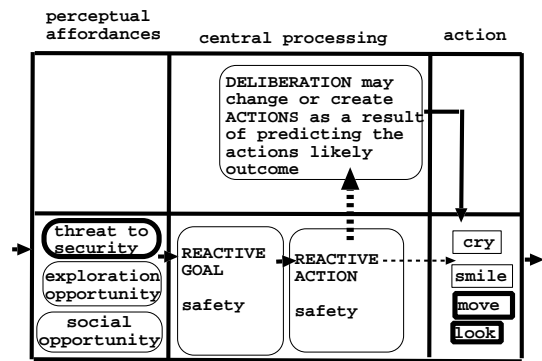 perceptual
affordances
central processing
action
DELIBERATION may
change or create
ACTIONS as a result
of predicting the
actions likely
outcome
threat to
security
exploration
opportunity
social
opportunity
REACTIVE
GOAL
safety
REACTIVE
ACTION
safety
cry
smile
move
look